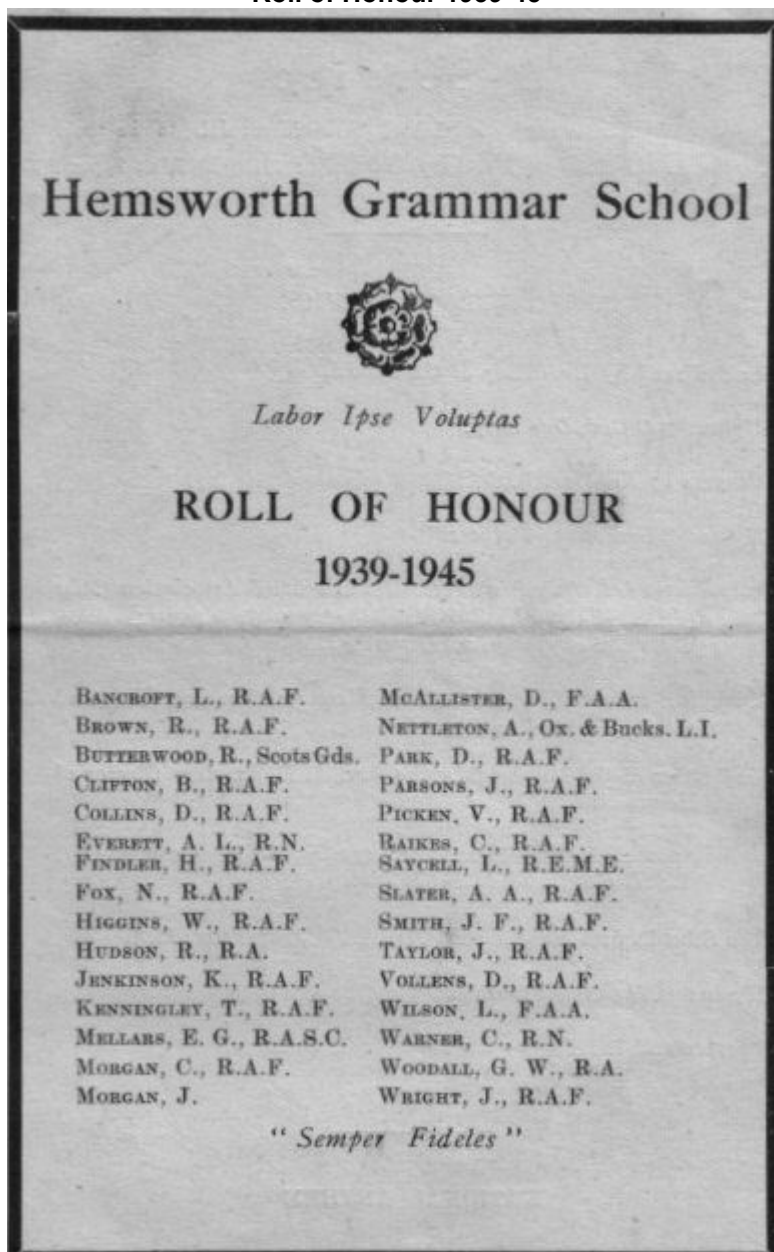 Hemsworth Grammar School
Labor Ipse Voluptas
ROLL OF HONOUR
1939-1945
BANCROFT, L., R.A.F.
BROWN, R., R.A.F.
BUTTERWOOD, R., Scots Gds.
CLIFTON, B., R.A.F.
COLLINS, D., R.A.F.
EVERETT, A. L., R.N.
FINDLER, H., R.A.F.
FOX, N., R.A.F.
HIGGINS, W., R.A.F.
HUDSON, R., R.A.
JENKINSON, K., R.A.F.
KENNINGLEY, T., R.A.F.
MELLARS, E. G., R.A.S.C.
MORGAN, C., R.A.F.
MORGAN, J.
MCALLISTER, D., F.A.A.
NETTLETON, A., Ox. & Bucks. L.I.
PARK, D., R.A.F.
PARSONS, J., R.A.F.
PICKEN, V., R.A.F.
RAIKES, C., R.A.F.
SAYCELL, L., R.E.M.E.
SLATER, A. A., R.A.F.
SMITH, J. F., R.A.F.
TAYLOR, J., R.A.F.
VOLLENS, D., R.A.F.
WILSON, L., F.A.A.
WARNER, C., R.N.
WOODALL, G. W., R.A.
WRIGHT, J., R.A.F.
"Semper Fideles"